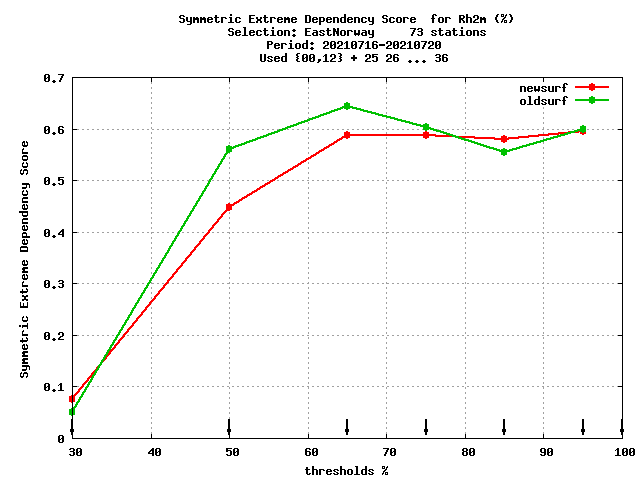 Symmetric Extreme Dependency Score  for Rh2m (%)
Selection: EastNorway     73 stations
Period: 20210716-20210720
Used {00,12} + 25 26 ... 36
newsurf
oldsurf
0.7
0.6
0.5
0.4
0.3
0.2
0.1
0
Symmetric Extreme Dependency Score
30 40 50 60 70 80 90 100
thresholds %